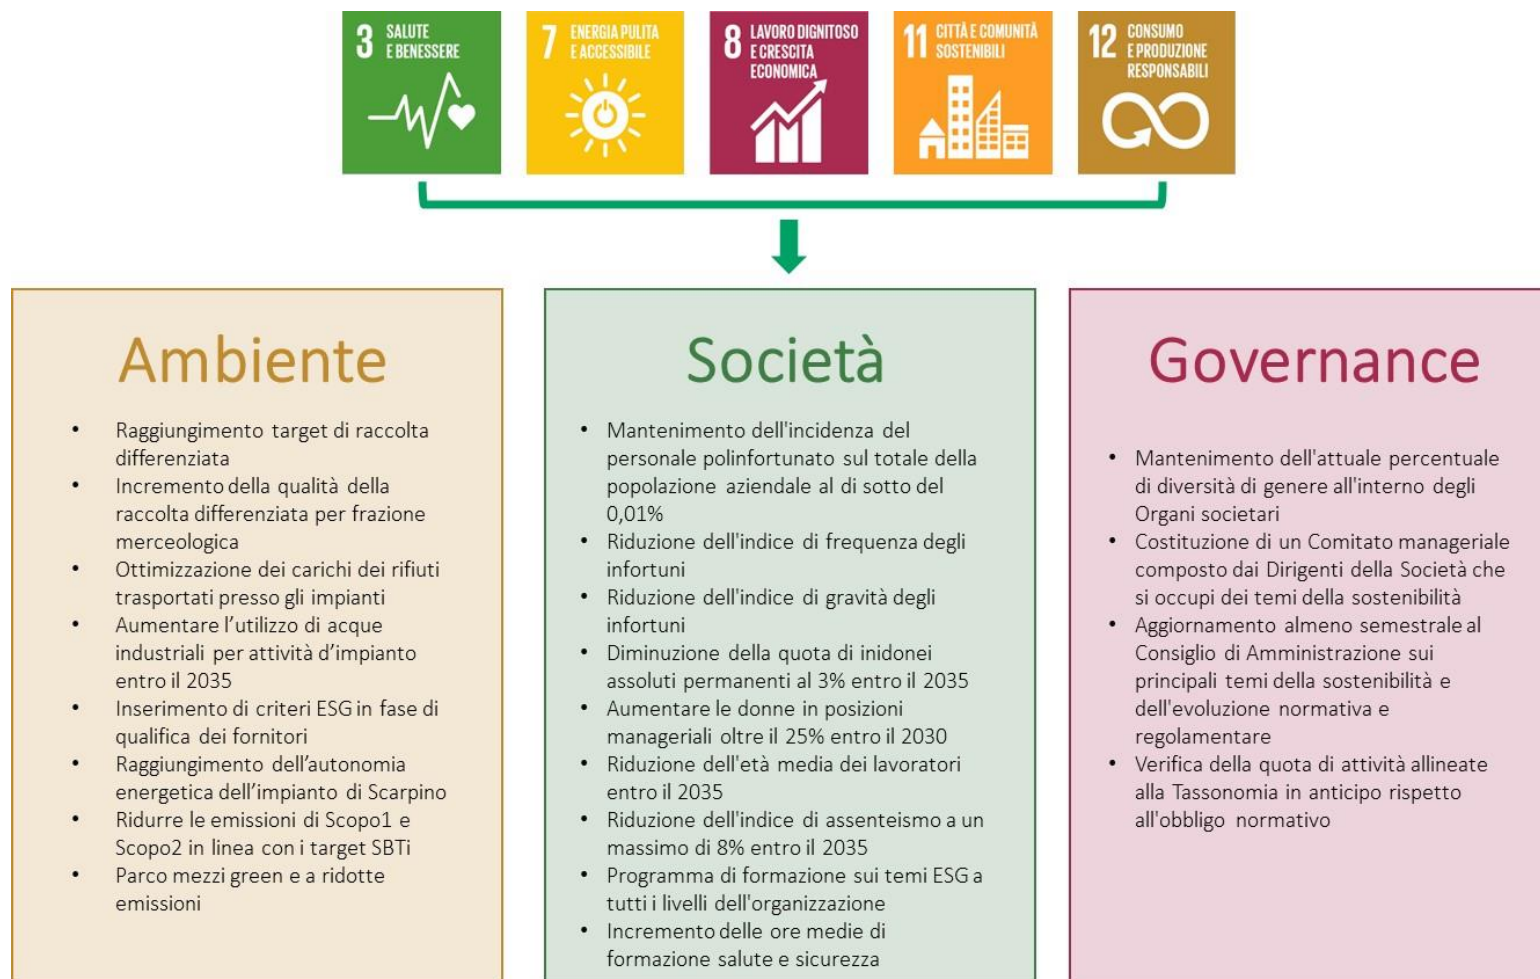 3 SALUTE
E BENESSERE
7 ENERGIA PULITA
E ACCESSIBILE
8 LAVORO DIGNITOSO
E CRESCITA
ECONOMICA
11 CITTÀ E COMUNITÀ
SOSTENIBILI
12 CONSUMO
E PRODUZIONE
RESPONSABILI
Ambiente
• Raggiungimento target di raccolta
differenziata
• Incremento della qualità della
raccolta differenziata per frazione
merceologica
• Ottimizzazione dei carichi dei rifiuti
trasportati presso gli impianti
• Aumentare l’utilizzo di acque
industriali per attività d’impianto
entro il 2035
• Inserimento di criteri ESG in fase di
qualifica dei fornitori
• Raggiungimento dell’autonomia
energetica dell’impianto di Scarpino
• Ridurre le emissioni di Scopo1 e
Scopo2 in linea con i target SBTi
• Parco mezzi green e a ridotte
emissioni
Società
• Mantenimento dell'incidenza del
personale polinfortunato sul totale della
popolazione aziendale al di sotto del
0,01%
• Riduzione dell'indice di frequenza degli
infortuni
• Riduzione dell'indice di gravità degli
infortuni
• Diminuzione della quota di inidonei
assoluti permanenti al 3% entro il 2035
• Aumentare le donne in posizioni
manageriali oltre il 25% entro il 2030
• Riduzione dell'età media dei lavoratori
entro il 2035
• Riduzione dell'indice di assenteismo a un
massimo di 8% entro il 2035
• Programma di formazione sui temi ESG a
tutti i livelli dell'organizzazione
• Incremento delle ore medie di
formazione salute e sicurezza
Governance
• Mantenimento dell'attuale percentuale
di diversità di genere all'interno degli
Organi societari
• Costituzione di un Comitato manageriale
composto dai Dirigenti della Società che
si occupi dei temi della sostenibilità
• Aggiornamento almeno semestrale al
Consiglio di Amministrazione sui
principali temi della sostenibilità e
dell'evoluzione normativa e
regolamentare
• Verifica della quota di attività allineate
alla Tassonomia in anticipo rispetto
all'obbligo normativo